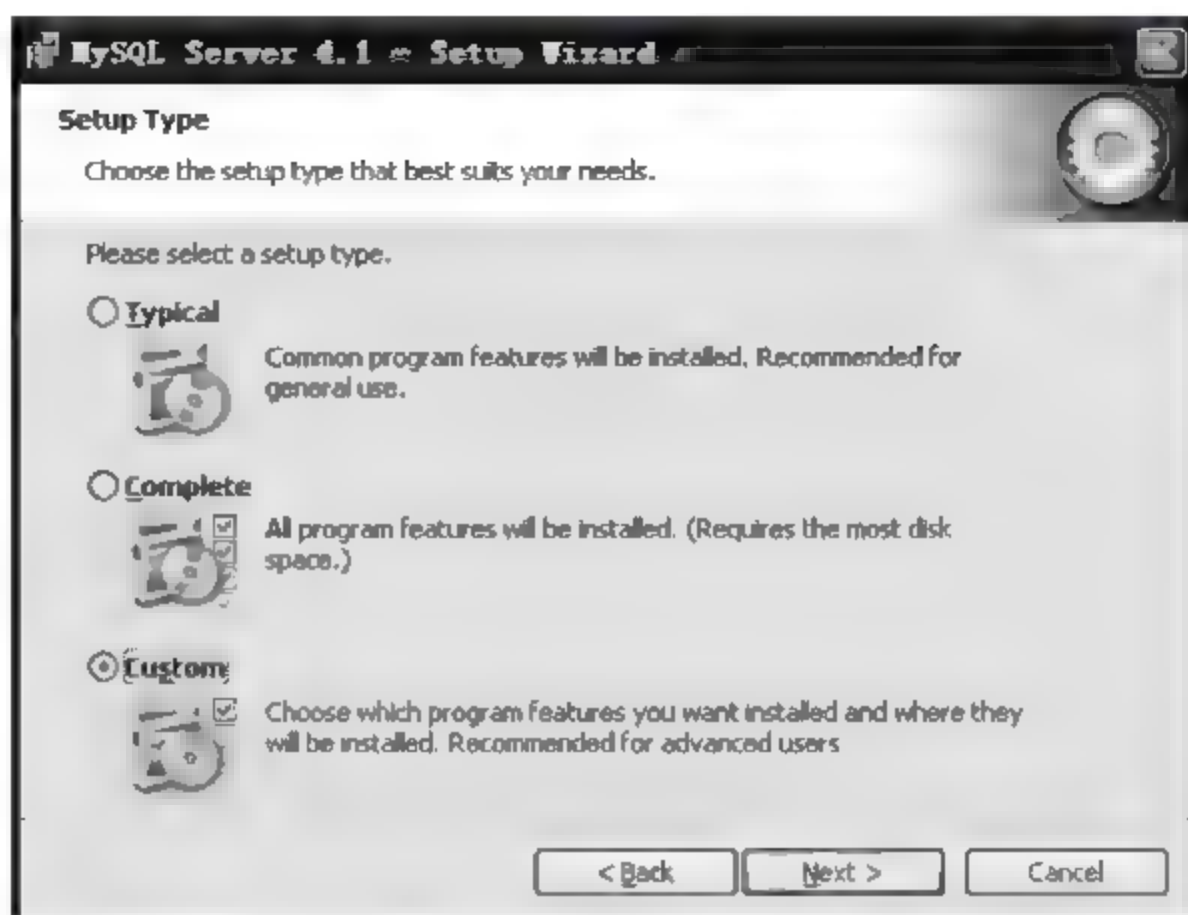 MySQL Server 4.1 - Setup Wizard
Setup Type
Choose the setup type that best suits your needs.
Please select a setup type.
Typical
Common program features will be installed. Recommended for
general use.
Complete
All program features will be installed. (Requires the most disk
space.)
Custom
Choose which program features you want installed and where they
will be installed. Recommended for advanced users
< Back
Next >
Cancel